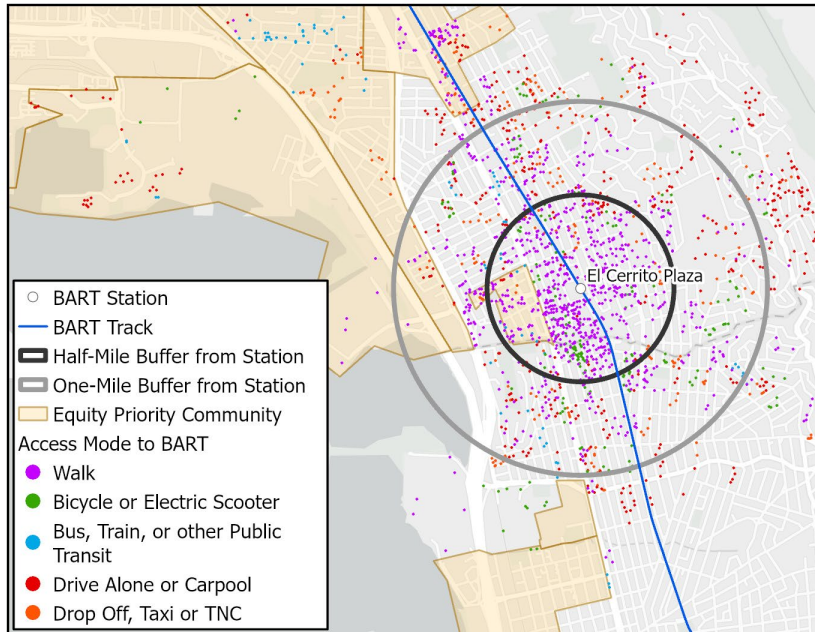 El Cerrito Plaza
BART Station
BART Track
Half-Mile Buffer from Station
One-Mile Buffer from Station
Equity Priority Community
Access Mode to BART
Walk
Bicycle or Electric Scooter
Bus, Train, or other Public
Transit
Drive Alone or Carpool
Drop Off, Taxi or TNC